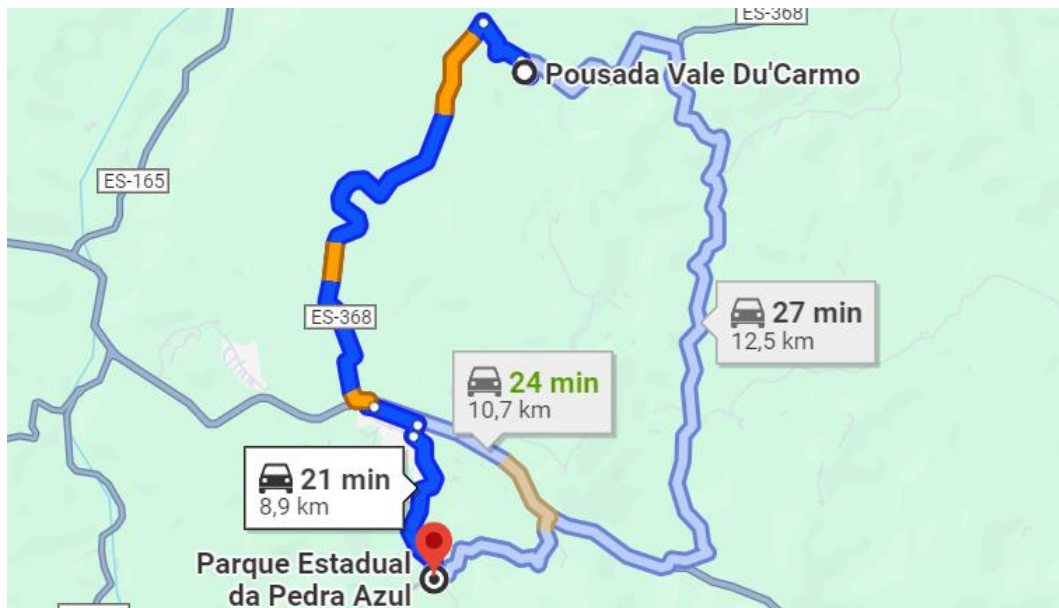 ES-368
Pousada Vale Du'Carmo
ES-165
ES-368
27 min
12,5 km
24 min
10,7 km
21 min
8,9 km
Parque Estadual
da Pedra Azul